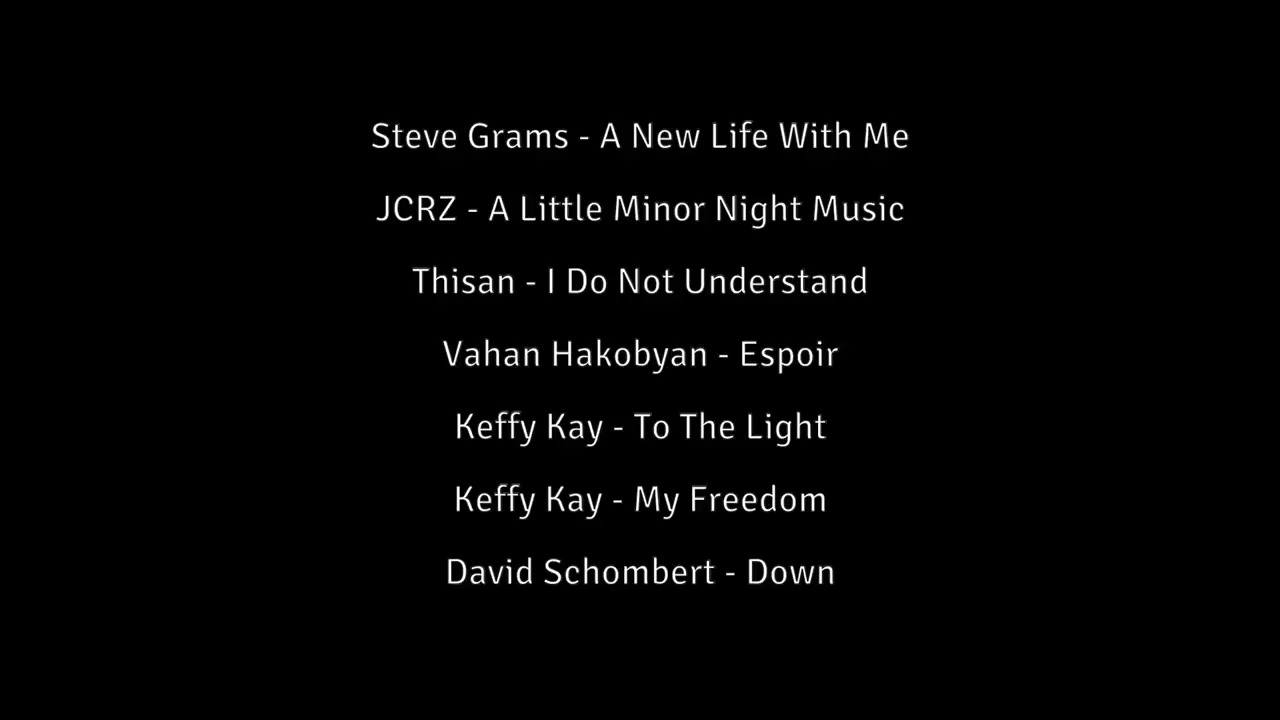 Steve Grams - A New Life With Me
JCRZ - A Little Minor Night Music
Thisan - I Do Not Understand
Vahan Hakobyan - Espoir
Keffy Kay - To The Light
Keffy Kay - My Freedom
David Schombert - Down